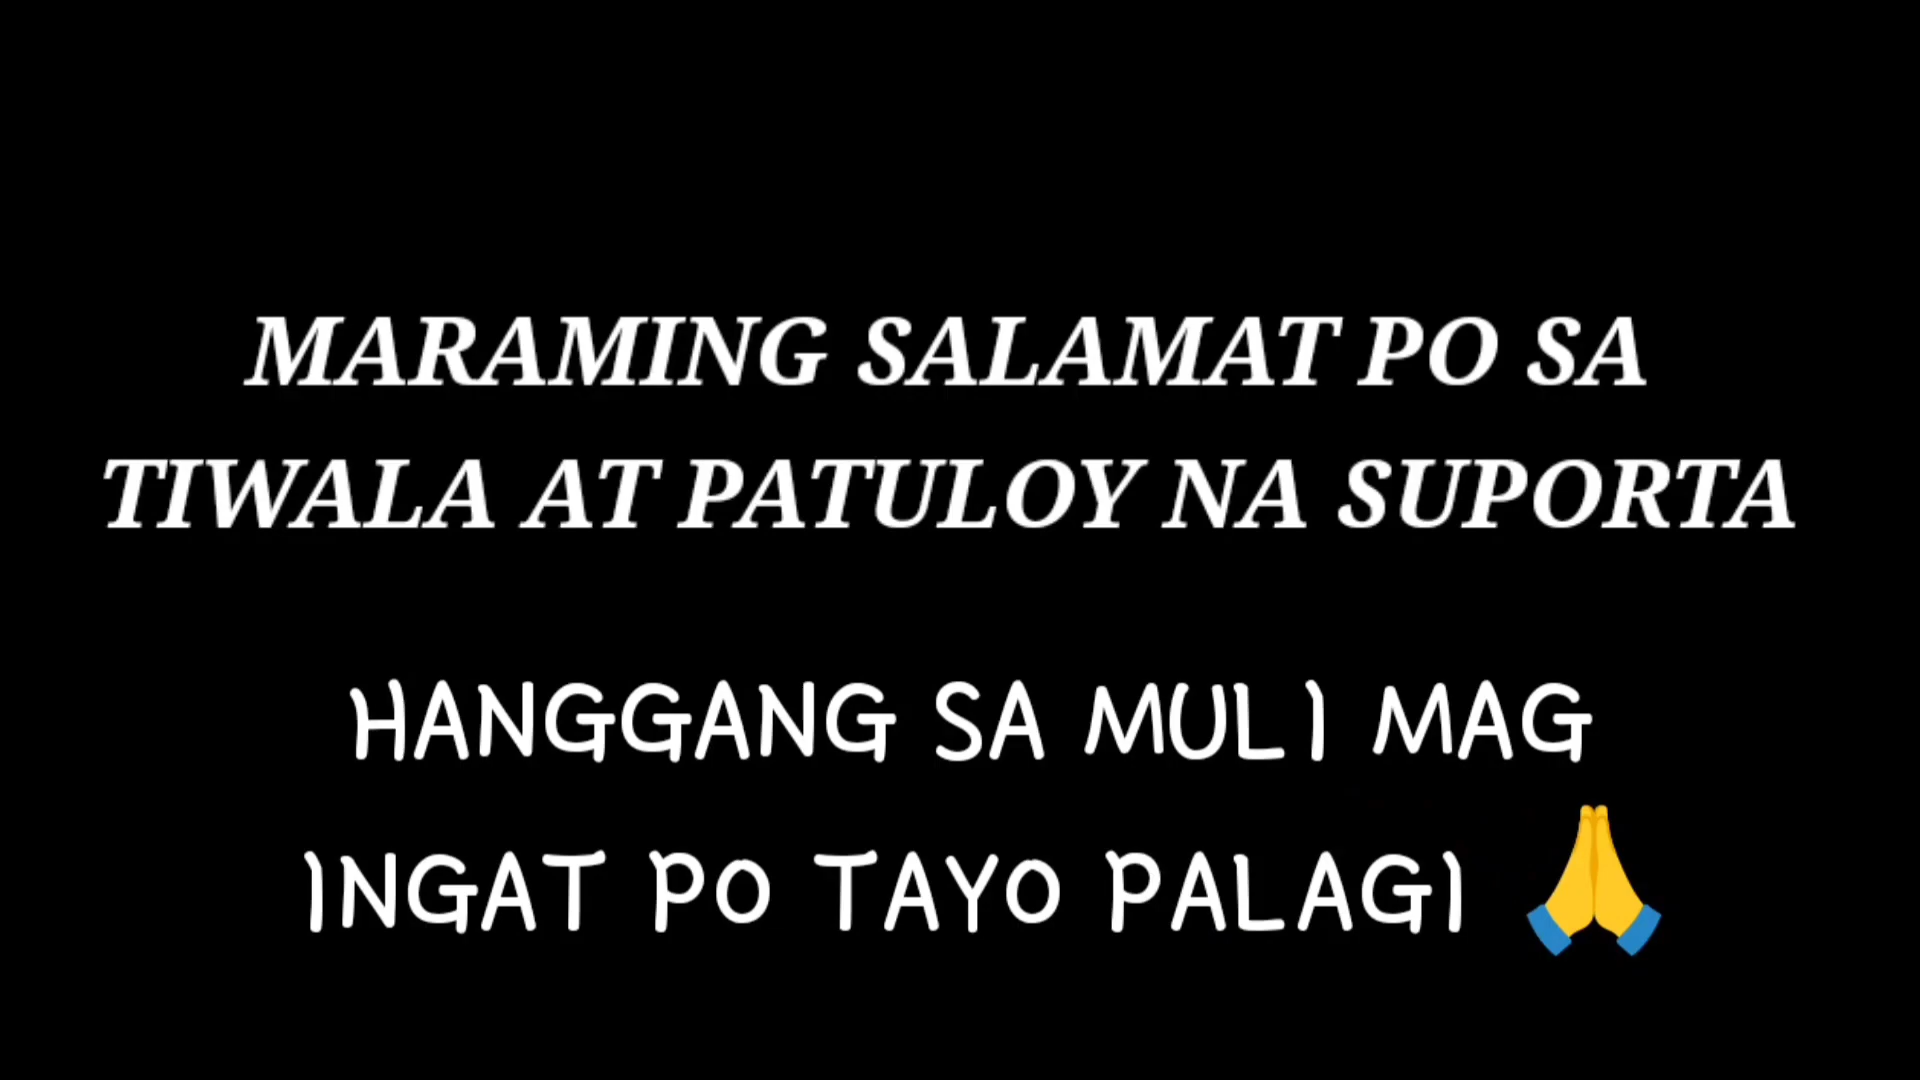 MARAMING SALAMAT PO SA
TIWALA AT PATULOY NA SUPORTA
HANGGANG SA MULI MAG
INGAT PO TAYO PALAGI 🙏